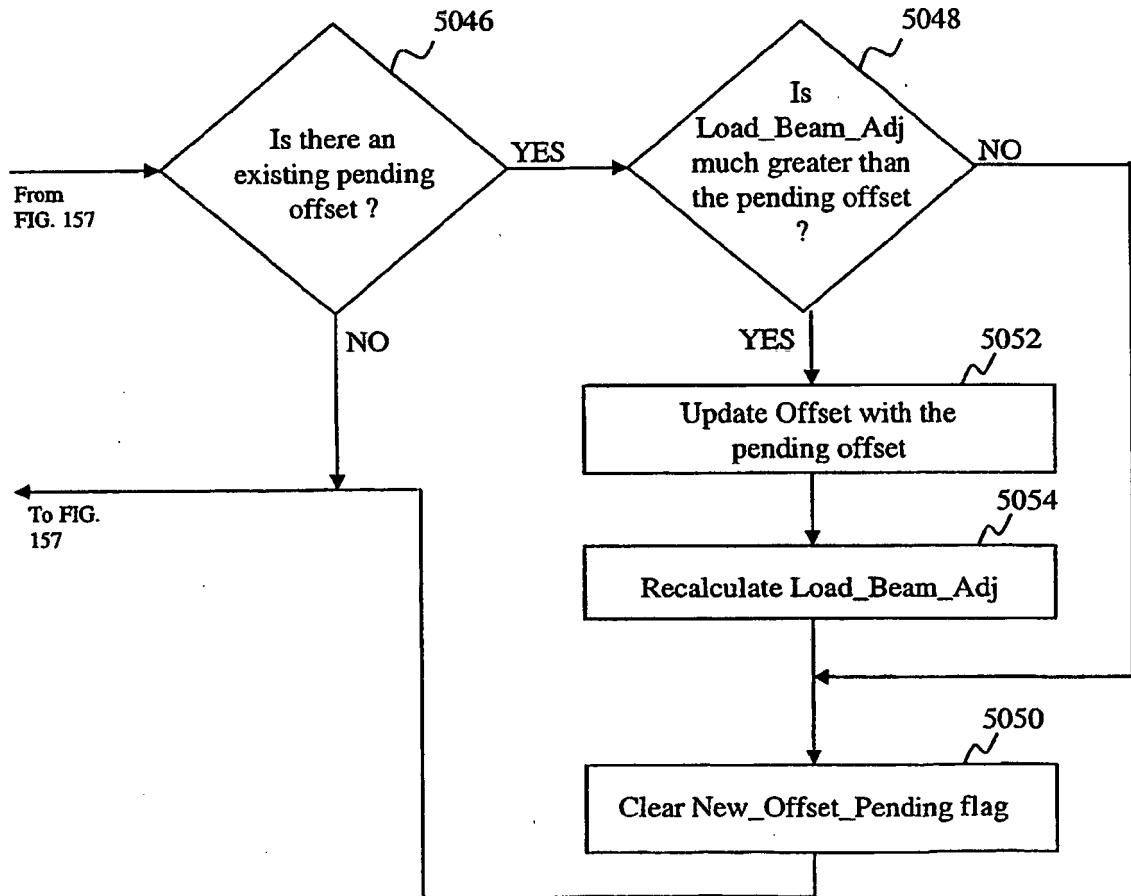 5046
Is there an
existing pending
offset ?
YES
From
FIG. 157
NO
5048
Is
Load_Beam_Adj
much greater than
the pending offset
?
NO
YES
5052
Update Offset with the
pending offset
To FIG.
157
5054
Recalculate Load_Beam_Adj
5050
Clear New_Offset_Pending flag